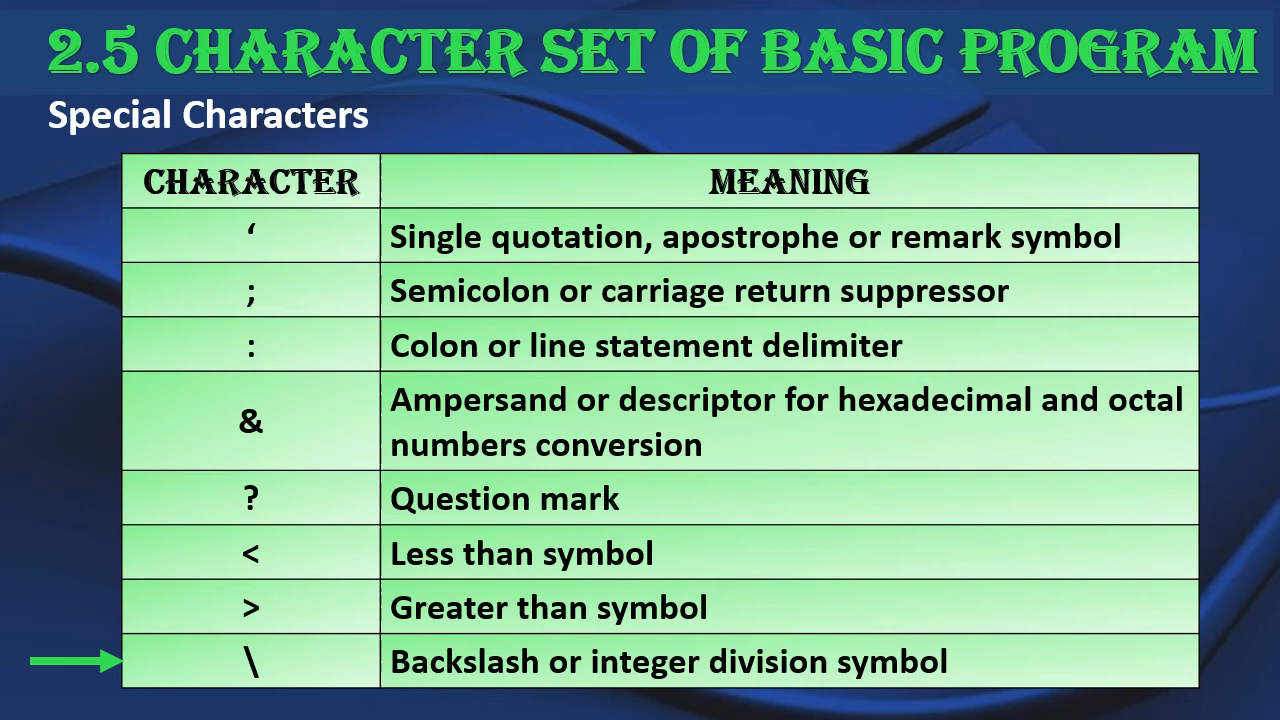 2.5 CHARACTER SET OF BASIC PROGRAM
Special Characters
CHARACTER MEANING
‘ Single quotation, apostrophe or remark symbol
; Semicolon or carriage return suppressor
: Colon or line statement delimiter
& Ampersand or descriptor for hexadecimal and octal
numbers conversion
? Question mark
< Less than symbol
> Greater than symbol
\ Backslash or integer division symbol